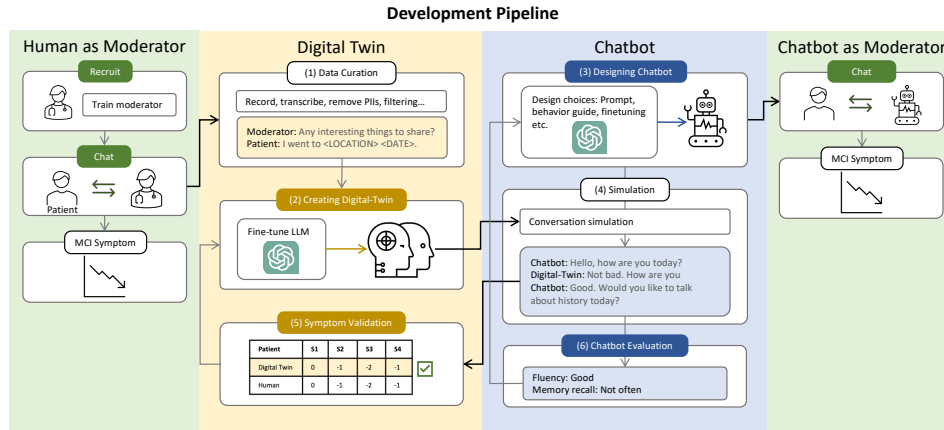 Development Pipeline
Human as Moderator
Recruit
Train moderator
Chat
Patient
MCI Symptom
Digital Twin
(1) Data Curation
Record, transcribe, remove PIIs, filtering...
Moderator: Any interesting things to share?
Patient: I went to <LOCATION> <DATE>.
(2) Creating Digital-Twin
Fine-tune LLM
(5) Symptom Validation
Patient S1 S2 S3 S4
Digital Twin 0 -1 -2 -1
Human 0 -1 -2 -1
Chatbot
(3) Designing Chatbot
Design choices: Prompt,
behavior guide, finetuning
etc.
(4) Simulation
Conversation simulation
Chatbot: Hello, how are you today?
Digital-Twin: Not bad. How are you
Chatbot: Good. Would you like to talk
about history today?
(6) Chatbot Evaluation
Fluency: Good
Memory recall: Not often
Chatbot as Moderator
Chat
MCI Symptom